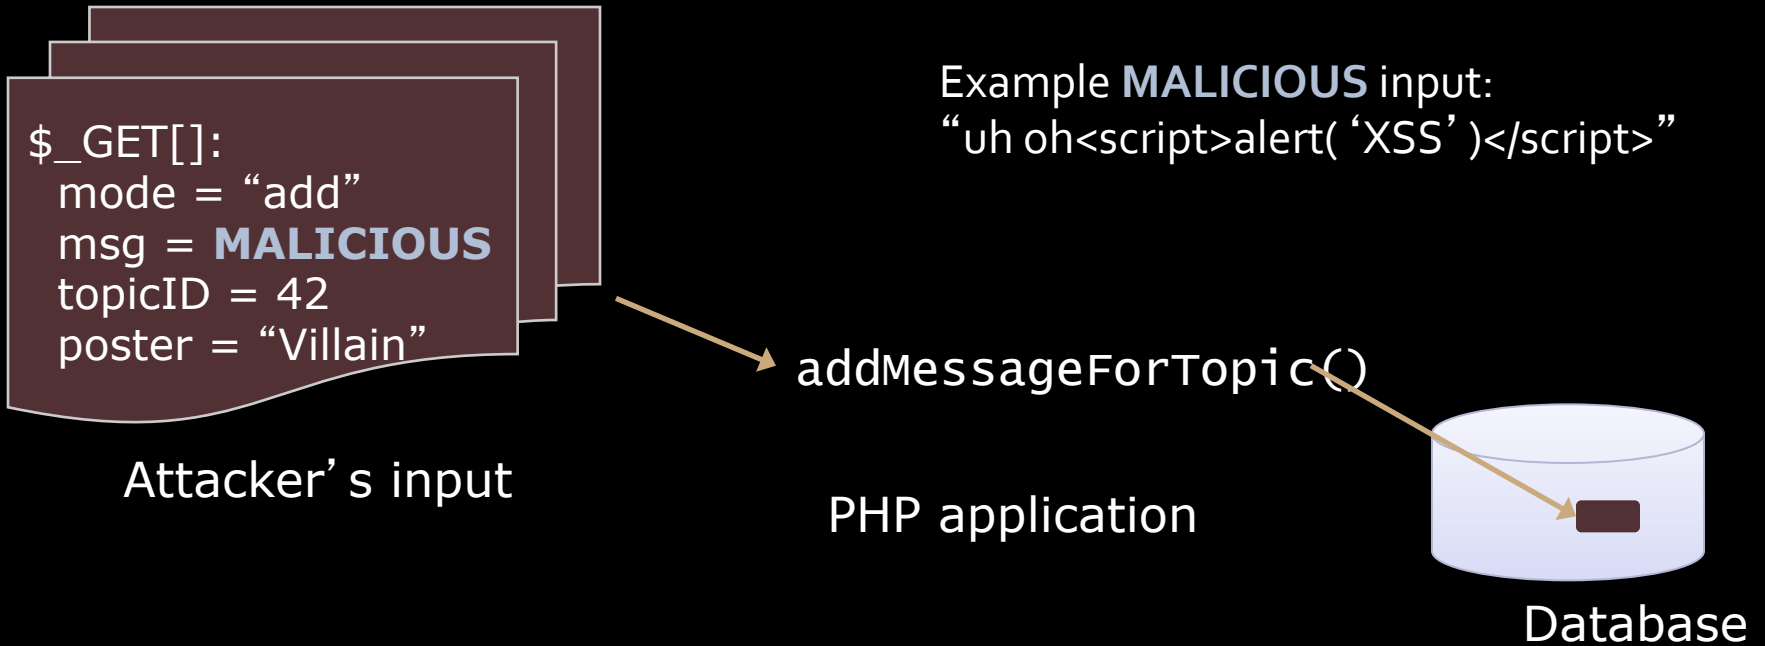 $_GET[]:
mode = “add”
msg = MALICIOUS
topicID = 42
poster = “Villain”
Attacker’s input
Example MALICIOUS input:
“uh oh<script>alert(‘XSS’)</script>”
addMessageForTopic()
PHP application
Database